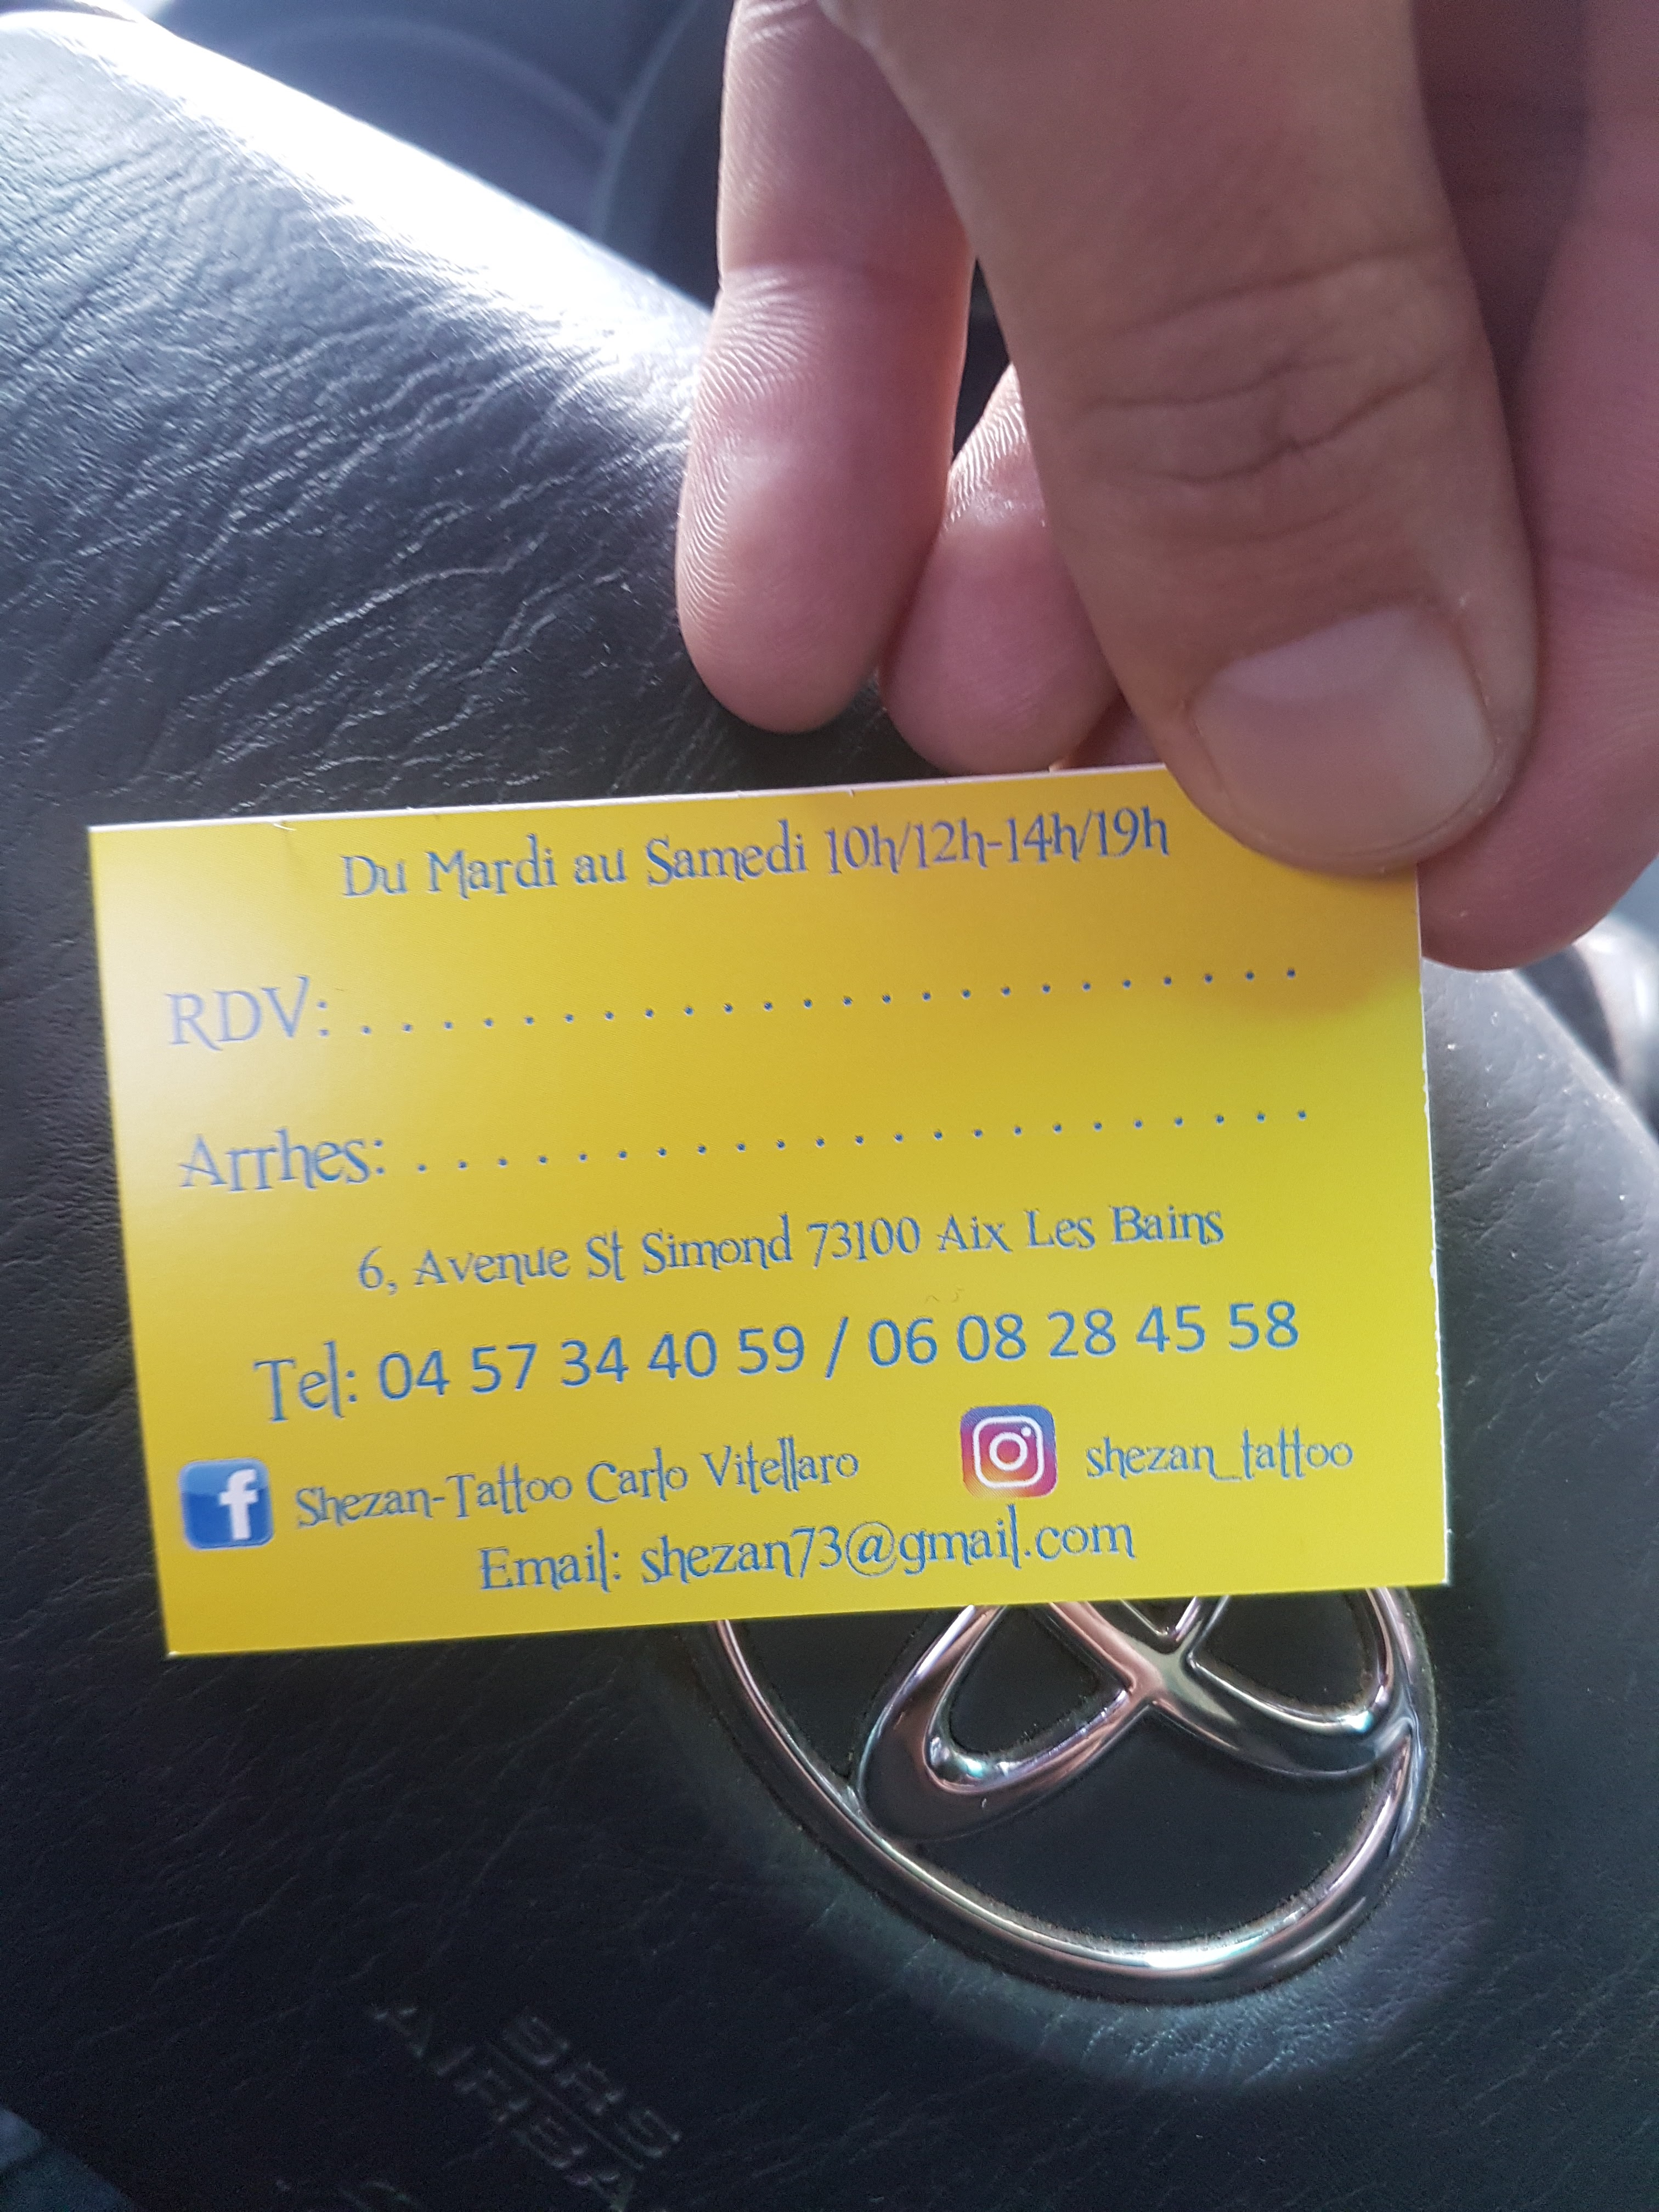 Du Mardi au Samedi 10h/12h-14h/19h
RDV: . . . . . . . . . . . . . . . . . . . . . . . .
Arrhes: . . . . . . . . . . . . . . . . . . . . . .
6, Avenue St Simond 73100 Aix Les Bains
Tel: 04 57 34 40 59 / 06 08 28 45 58
f Shezan-Tattoo Carlo Vitellaro shezan_tattoo
Email: shezan73@gmail.com
SRS
AIRBA